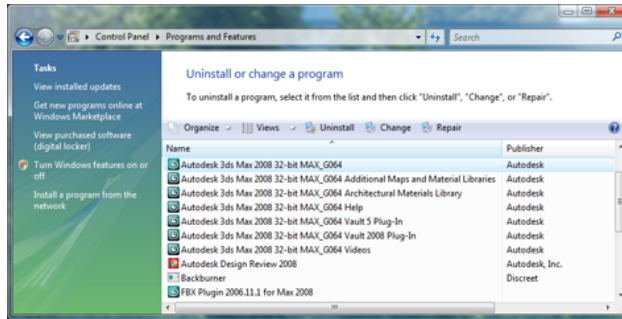 Control Panel ▸ Programs and Features
Search
Tasks
View installed updates
Get new programs online at
Windows Marketplace
View purchased software
(digital locker)
Turn Windows features on or
off
Install a program from the
network
Uninstall or change a program
To uninstall a program, select it from the list and then click "Uninstall", "Change", or "Repair".
Organize Views Uninstall Change Repair
Name Publisher
Autodesk 3ds Max 2008 32-bit MAX_G064 Autodesk
Autodesk 3ds Max 2008 32-bit MAX_G064 Additional Maps and Material Libraries Autodesk
Autodesk 3ds Max 2008 32-bit MAX_G064 Architectural Materials Library Autodesk
Autodesk 3ds Max 2008 32-bit MAX_G064 Help Autodesk
Autodesk 3ds Max 2008 32-bit MAX_G064 Vault 5 Plug-In Autodesk
Autodesk 3ds Max 2008 32-bit MAX_G064 Vault 2008 Plug-In Autodesk
Autodesk 3ds Max 2008 32-bit MAX_G064 Videos Autodesk
Autodesk Design Review 2008 Autodesk, Inc.
Backburner Discreet
FBX Plugin 2006.11.1 for Max 2008